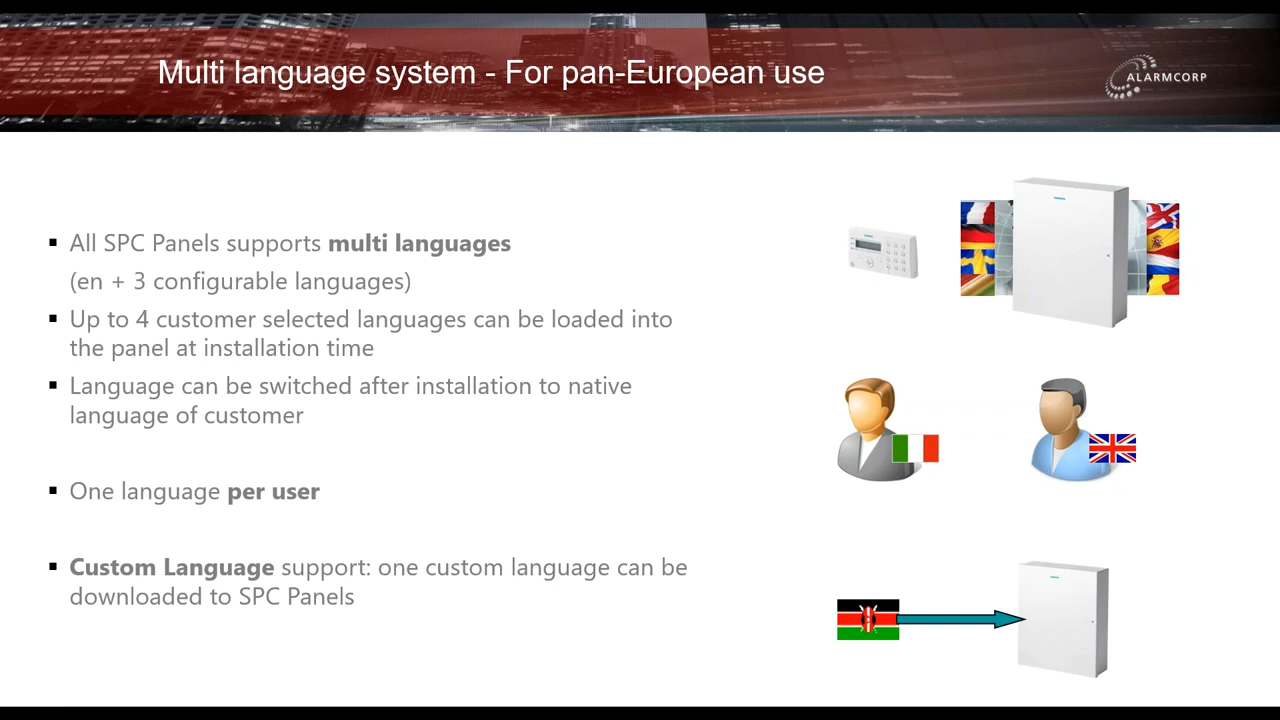 Multi language system - For pan-European use
ALARMCORP
▪ All SPC Panels supports multi languages
(en + 3 configurable languages)
▪ Up to 4 customer selected languages can be loaded into
the panel at installation time
▪ Language can be switched after installation to native
language of customer
▪ One language per user
▪ Custom Language support: one custom language can be
downloaded to SPC Panels